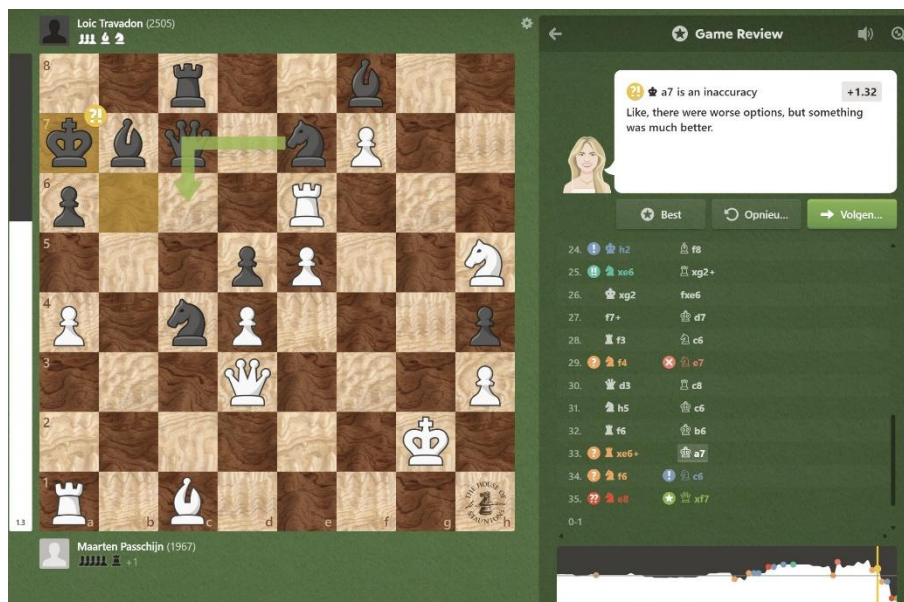 Loic Travadon (2505)
Game Review
8
7
6
5
4
3
2
1
?!
a b c d e f g h
THE HOUSE OF STAUNTON
1.3
Maarten Passchijn (1967)
+1
?! a7 is an inaccuracy +1.32
Like, there were worse options, but something
was much better.
Best Opnieu... Volgen...
24. ! h2 f8
25. !! xe6 xg2+
26. xg2 fxe6
27. f7+ d7
28. f3 c6
29. ? f4 e7
30. d3 c8
31. h5 c6
32. f6 b6
33. ? xe6+ a7
34. ? f6 ! c6
35. ?? e8 xf7
0-1